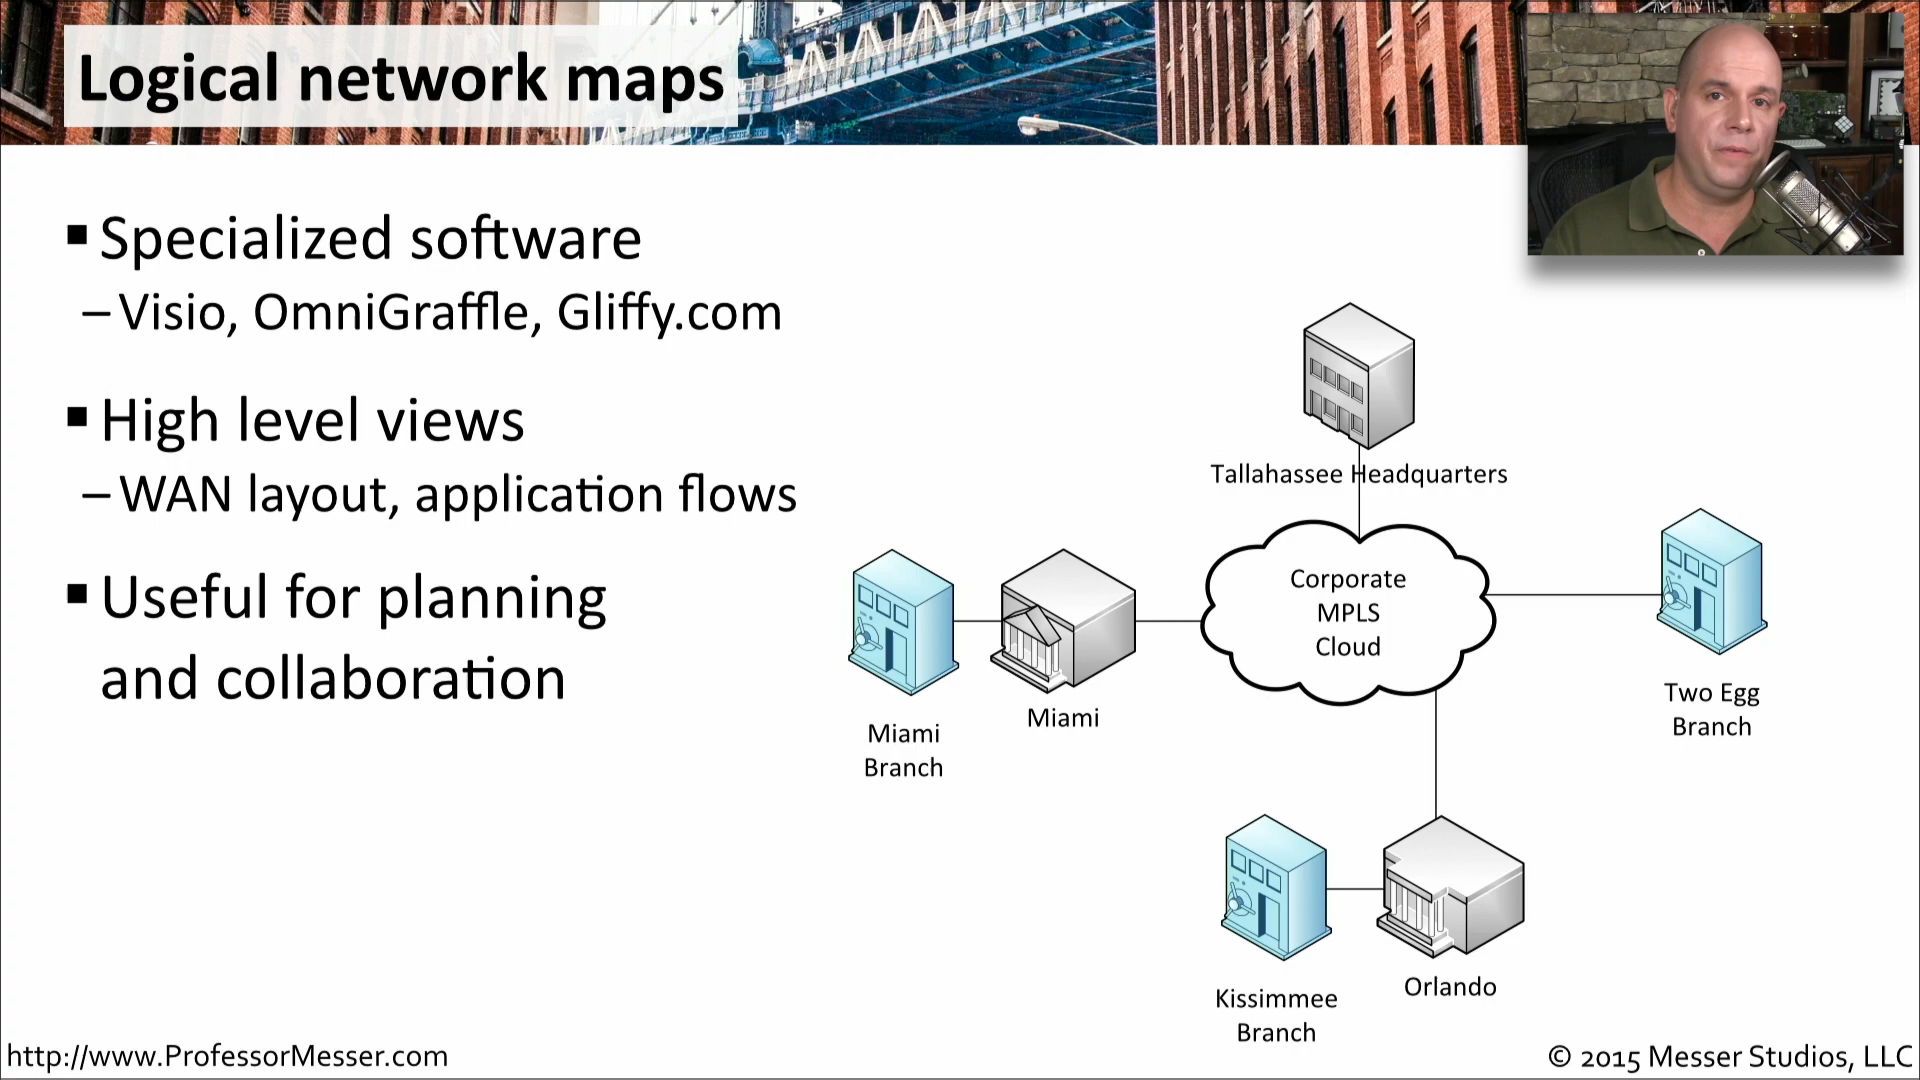 Logical network maps
▪ Specialized software
– Visio, OmniGraffle, Gliffy.com
▪ High level views
– WAN layout, application flows
▪ Useful for planning
and collaboration
Tallahassee Headquarters
Corporate
MPLS
Cloud
Two Egg
Branch
Miami
Miami
Branch
Orlando
Kissimmee
Branch
http://www.ProfessorMesser.com
© 2015 Messer Studios, LLC